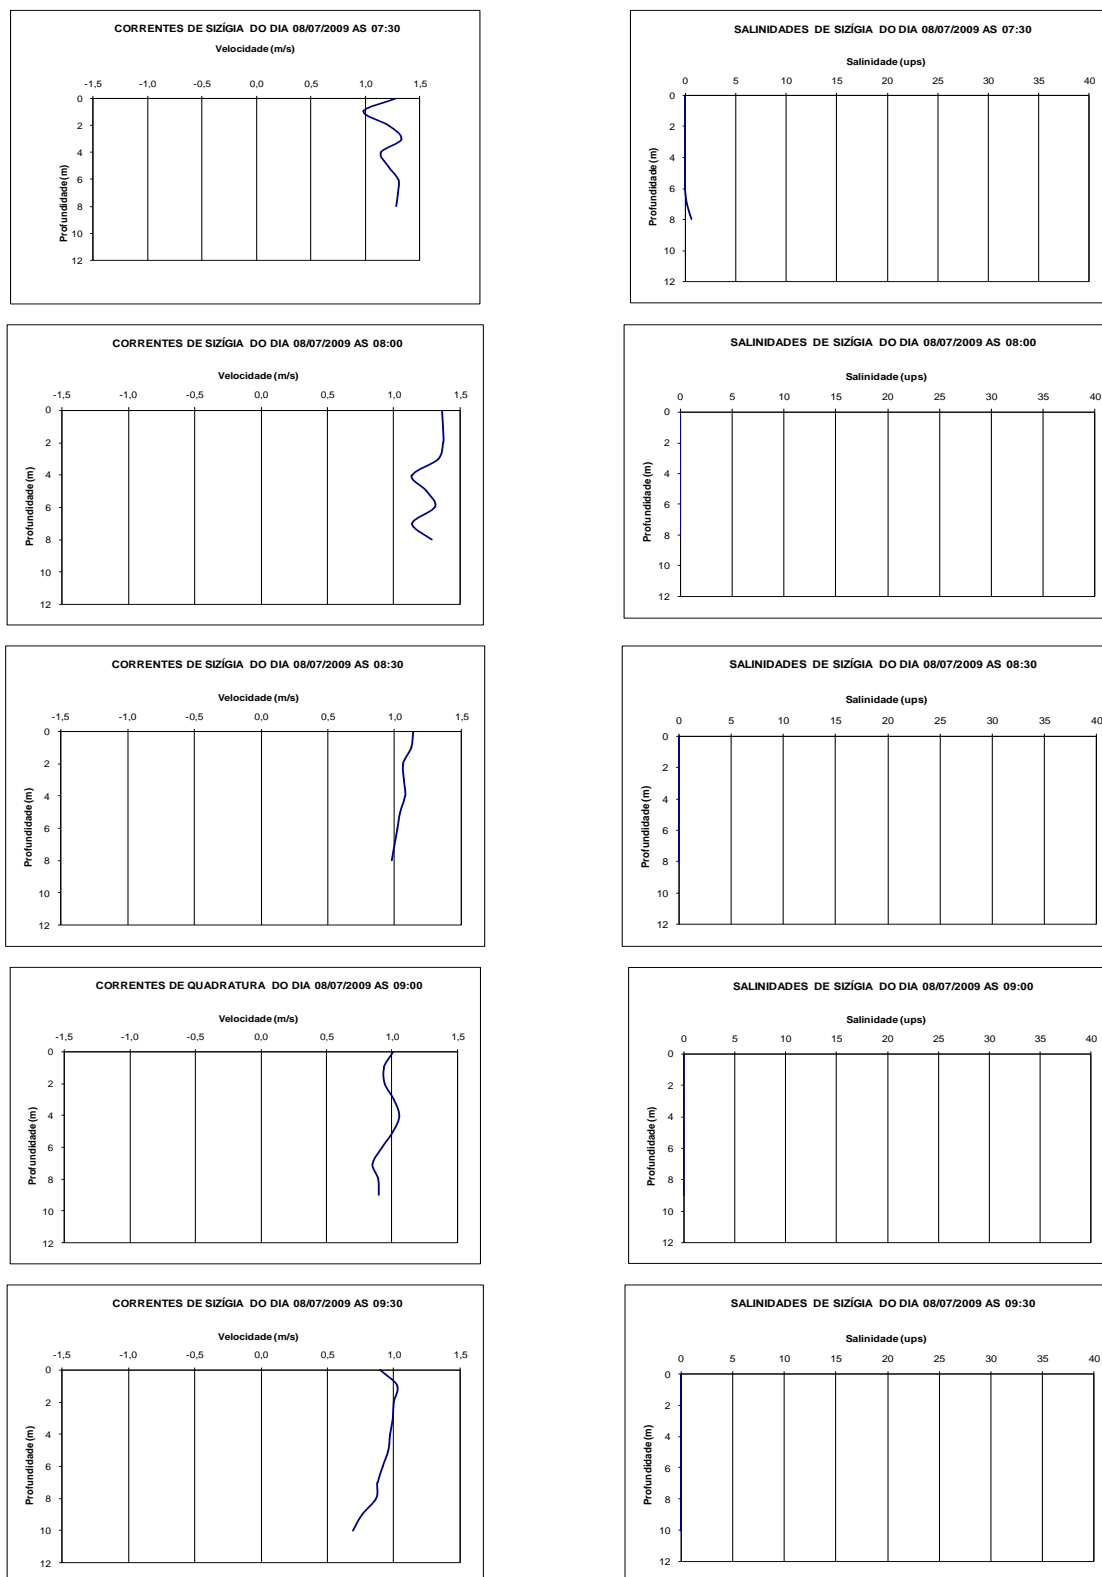 CORRENTES DE SIZÍGIA DO DIA 08/07/2009 AS 07:30
Velocidade (m/s)
-1,5 -1,0 -0,5 0,0 0,5 1,0 1,5
0
2
4
6
8
10
12
Profundidade (m)
SALINIDADES DE SIZÍGIA DO DIA 08/07/2009 AS 07:30
Salinidade (ups)
0 5 10 15 20 25 30 35 40
0
2
4
6
8
10
12
Profundidade (m)
CORRENTES DE SIZÍGIA DO DIA 08/07/2009 AS 08:00
Velocidade (m/s)
-1,5 -1,0 -0,5 0,0 0,5 1,0 1,5
0
2
4
6
8
10
12
Profundidade (m)
SALINIDADES DE SIZÍGIA DO DIA 08/07/2009 AS 08:00
Salinidade (ups)
0 5 10 15 20 25 30 35 40
0
2
4
6
8
10
12
Profundidade (m)
CORRENTES DE SIZÍGIA DO DIA 08/07/2009 AS 08:30
Velocidade (m/s)
-1,5 -1,0 -0,5 0,0 0,5 1,0 1,5
0
2
4
6
8
10
12
Profundidade (m)
SALINIDADES DE SIZÍGIA DO DIA 08/07/2009 AS 08:30
Salinidade (ups)
0 5 10 15 20 25 30 35 40
0
2
4
6
8
10
12
Profundidade (m)
CORRENTES DE QUADRATURA DO DIA 08/07/2009 AS 09:00
Velocidade (m/s)
-1,5 -1,0 -0,5 0,0 0,5 1,0 1,5
0
2
4
6
8
10
12
Profundidade (m)
SALINIDADES DE SIZÍGIA DO DIA 08/07/2009 AS 09:00
Salinidade (ups)
0 5 10 15 20 25 30 35 40
0
2
4
6
8
10
12
Profundidade (m)
CORRENTES DE SIZÍGIA DO DIA 08/07/2009 AS 09:30
Velocidade (m/s)
-1,5 -1,0 -0,5 0,0 0,5 1,0 1,5
0
2
4
6
8
10
12
Profundidade (m)
SALINIDADES DE SIZÍGIA DO DIA 08/07/2009 AS 09:30
Salinidade (ups)
0 5 10 15 20 25 30 35 40
0
2
4
6
8
10
12
Profundidade (m)